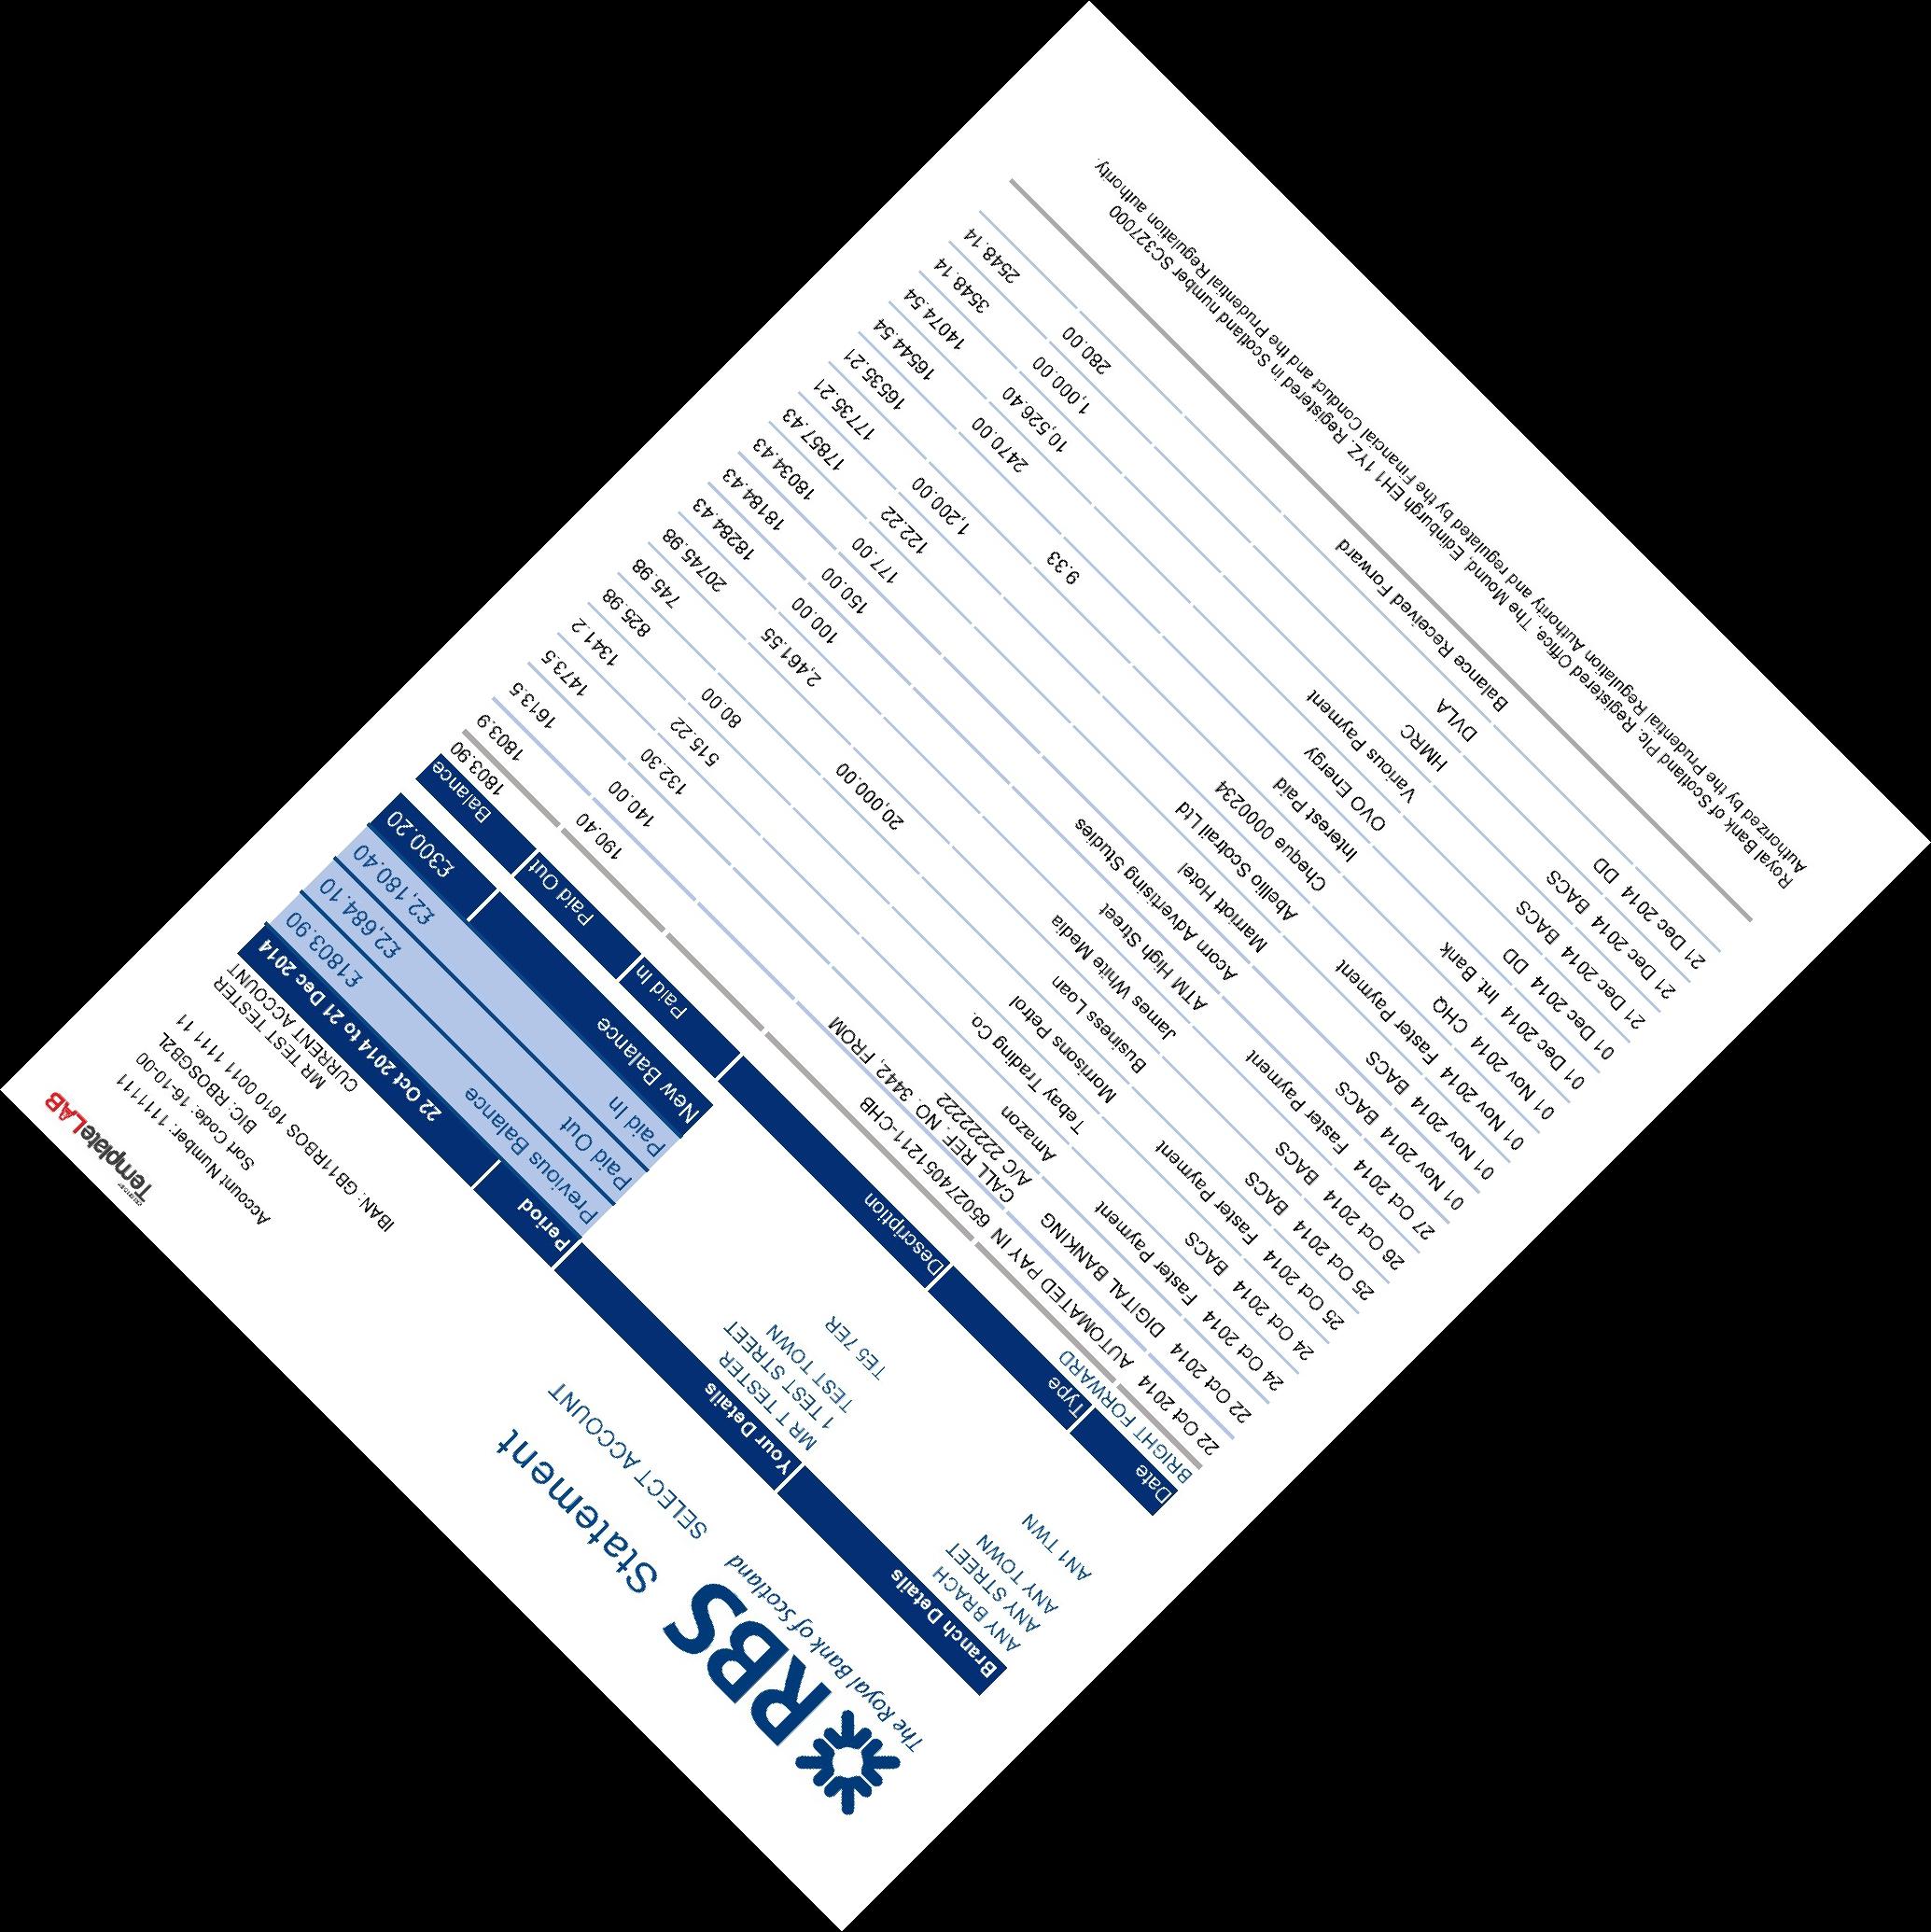 TemplateLAB
RBS
The Royal Bank of Scotland
Statement
SELECT ACCOUNT
Account Number: 11111111
Sort Code: 16-10-00
BIC: RBOSGB2L
IBAN: GB11RBOS 1610 0011 1111 11
MR TEST TESTER
CURRENT ACCOUNT
Branch Details Your Details Period 22 Oct 2014 to 21 Dec 2014
ANY BRACH
ANY STREET
ANY TOWN
AN1 TWN
MR T TESTER
1 TEST STREET
TEST TOWN
TE5 7ER
Previous Balance £1803.90
Paid Out £2,684.10
Paid In £2,180.40
New Balance £300.20
Date Type Description Paid In Paid Out Balance
BRIGHT FORWARD 1803.90
22 Oct 2014 AUTOMATED PAY IN 650274051211-CHB 190.40 1803.9
22 Oct 2014 DIGITAL BANKING CALL REF.NO. 3442, FROM 140.00 1613.5
A/C 22222222
24 Oct 2014 Faster Payment Amazon 132.30 1473.5
24 Oct 2014 BACS Tebay Trading Co. 515.22 1341.2
25 Oct 2014 Faster Payment Morrisons Petrol 80.00 825.98
25 Oct 2014 BACS Business Loan 20,000.00 745.98
26 Oct 2014 BACS James White Media 2,461.55 20745.98
27 Oct 2014 Faster Payment ATM High Street 100.00 18284.43
01 Nov 2014 BACS Acorn Advertising Studies 150.00 18184.43
01 Nov 2014 BACS Marriott Hotel 177.00 18034.43
01 Nov 2014 Faster Payment Abellio Scotrail Ltd 122.22 17857.43
01 Nov 2014 CHQ Cheque 0000234 1,200.00 17735.21
01 Dec 2014 Int. Bank Interest Paid 9.33 16535.21
01 Dec 2014 DD OVO Energy 2470.00 16544.54
21 Dec 2014 BACS Various Payment 10,526.40 14074.54
21 Dec 2014 BACS HMRC 1,000.00 3548.14
21 Dec 2014 DD DVLA 280.00 2548.14
Balance Received Forward
Royal Bank of Scotland Plc. Registered Office, The Mound, Edinburgh EH1 1YZ. Registered in Scotland number SC327000
Authorized by the Prudential Regulation Authority and regulated by the Financial Conduct and the Prudential Regulation authority.